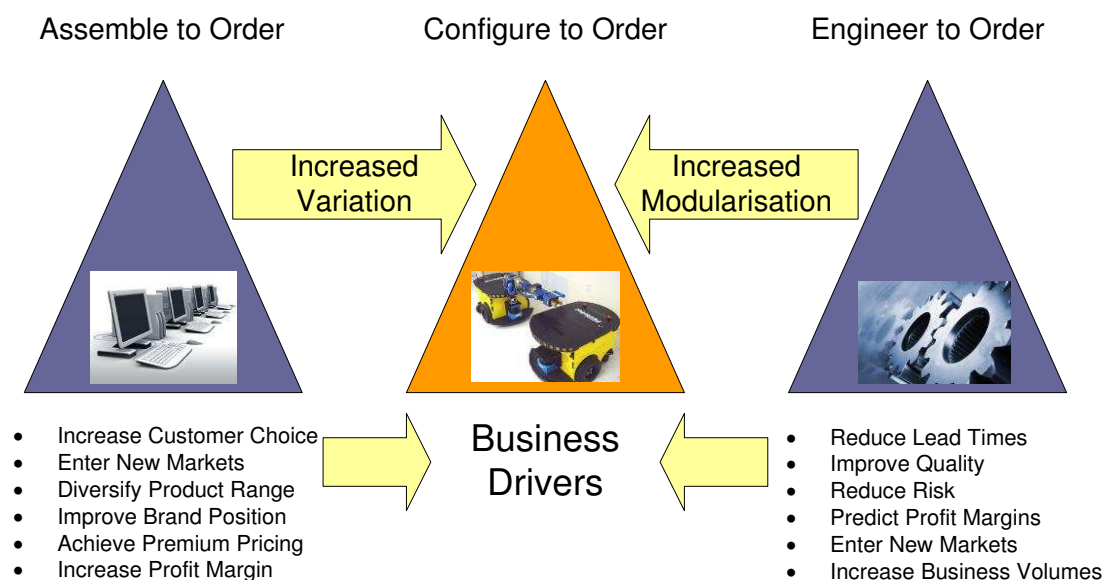 Assemble to Order
Configure to Order
Engineer to Order
Increased
Variation
Increased
Modularisation
• Increase Customer Choice
• Enter New Markets
• Diversify Product Range
• Improve Brand Position
• Achieve Premium Pricing
• Increase Profit Margin
Business
Drivers
• Reduce Lead Times
• Improve Quality
• Reduce Risk
• Predict Profit Margins
• Enter New Markets
• Increase Business Volumes